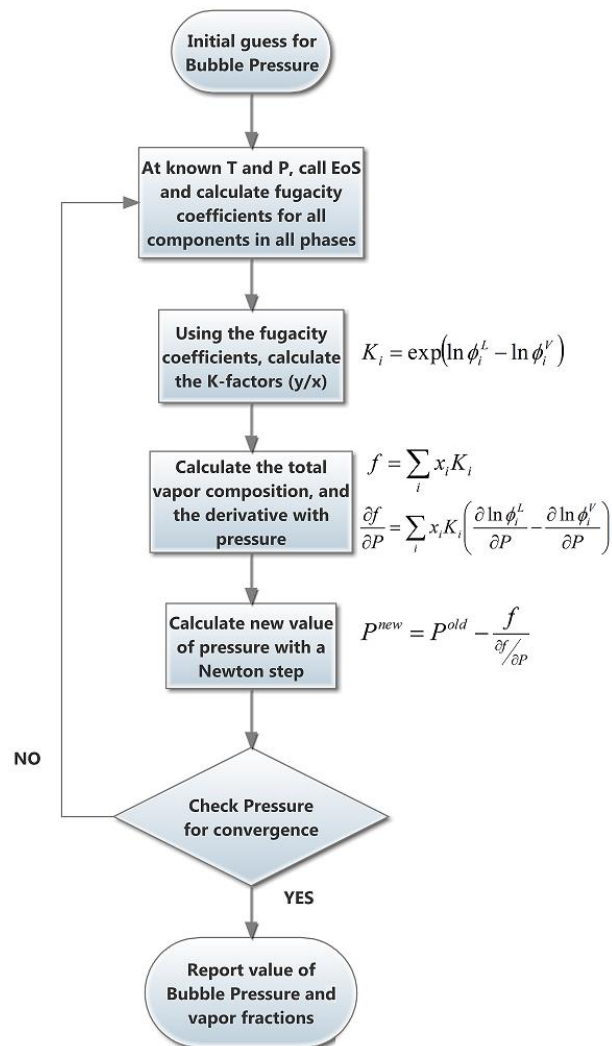 Initial guess for
Bubble Pressure
At known T and P, call EoS
and calculate fugacity
coefficients for all
components in all phases
Using the fugacity
coefficients, calculate
the K-factors (y/x)
K_i = exp(ln ϕ_i^L − ln ϕ_i^V)
Calculate the total
vapor composition, and
the derivative with
pressure
f = ∑_i x_i K_i
∂f/∂P = ∑_i x_i K_i (∂ ln ϕ_i^L/∂P − ∂ ln ϕ_i^V/∂P)
Calculate new value
of pressure with a
Newton step
P^new = P^old − f/(∂f/∂P)
NO
Check Pressure
for convergence
YES
Report value of
Bubble Pressure and
vapor fractions